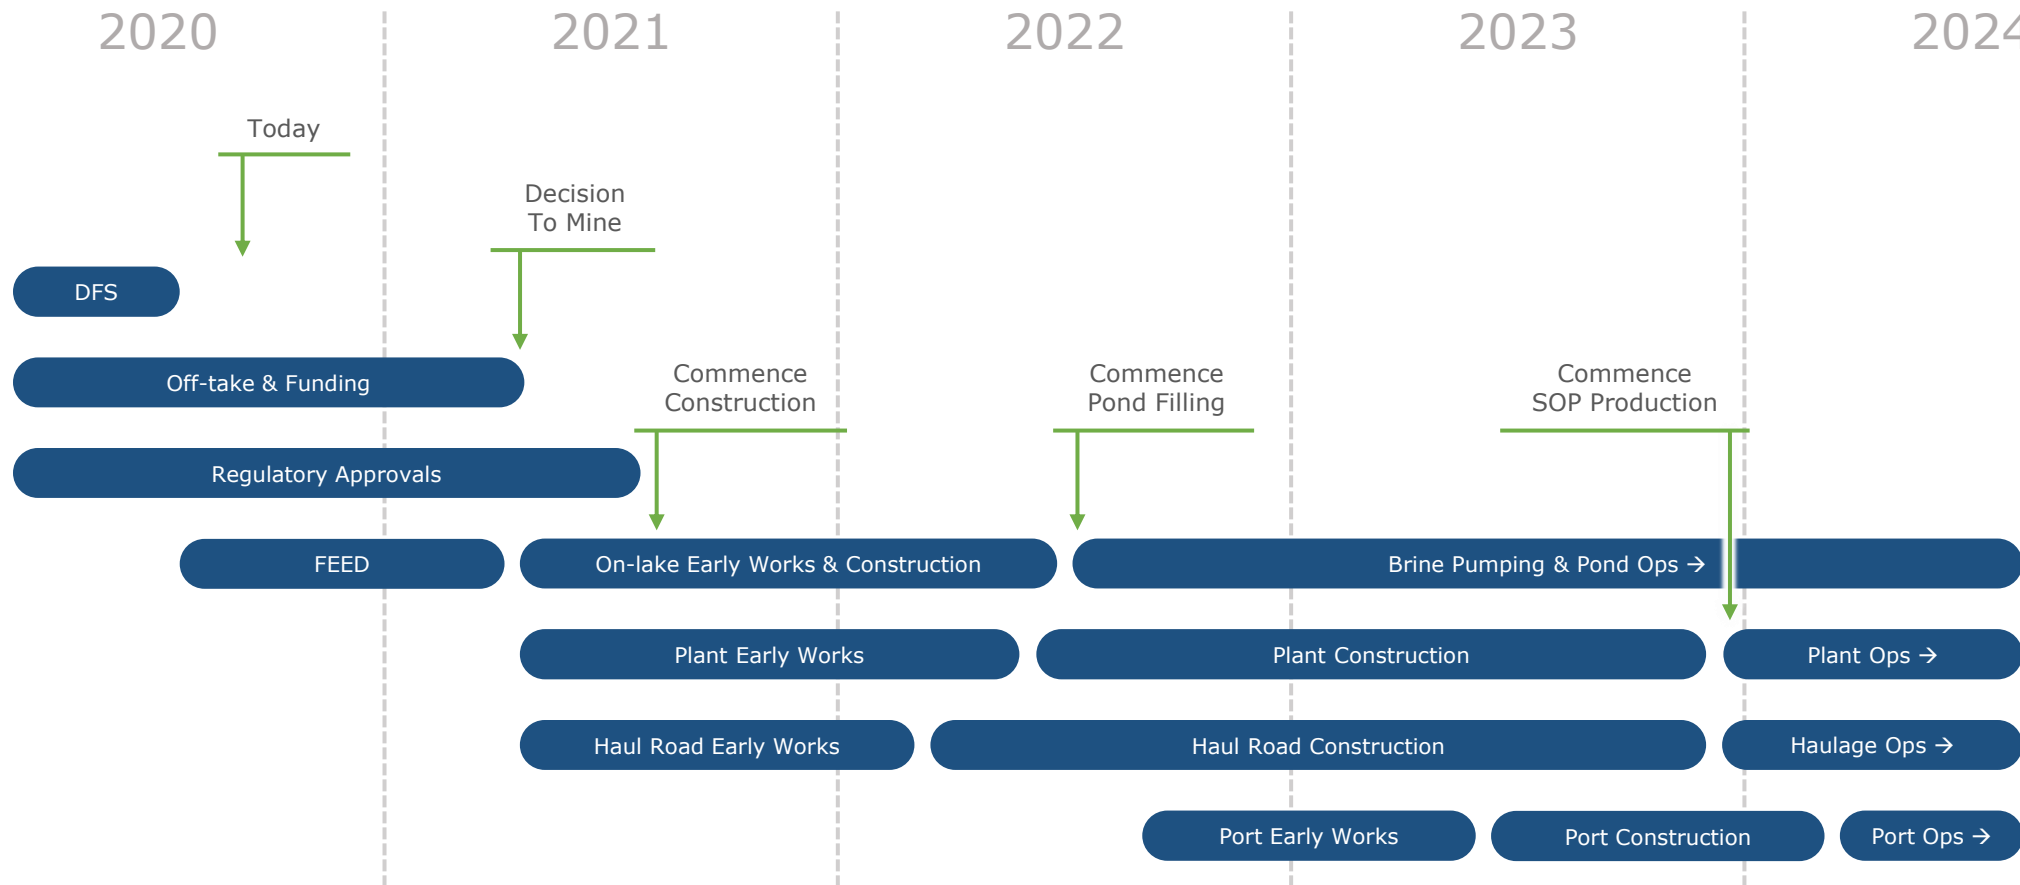 2020
2021
2022
2023
2024
Today
Decision
To Mine
DFS
Off-take & Funding
Commence
Construction
Commence
Pond Filling
Commence
SOP Production
Regulatory Approvals
FEED
On-lake Early Works & Construction
Brine Pumping & Pond Ops →
Plant Early Works
Plant Construction
Plant Ops →
Haul Road Early Works
Haul Road Construction
Haulage Ops →
Port Early Works
Port Construction
Port Ops →